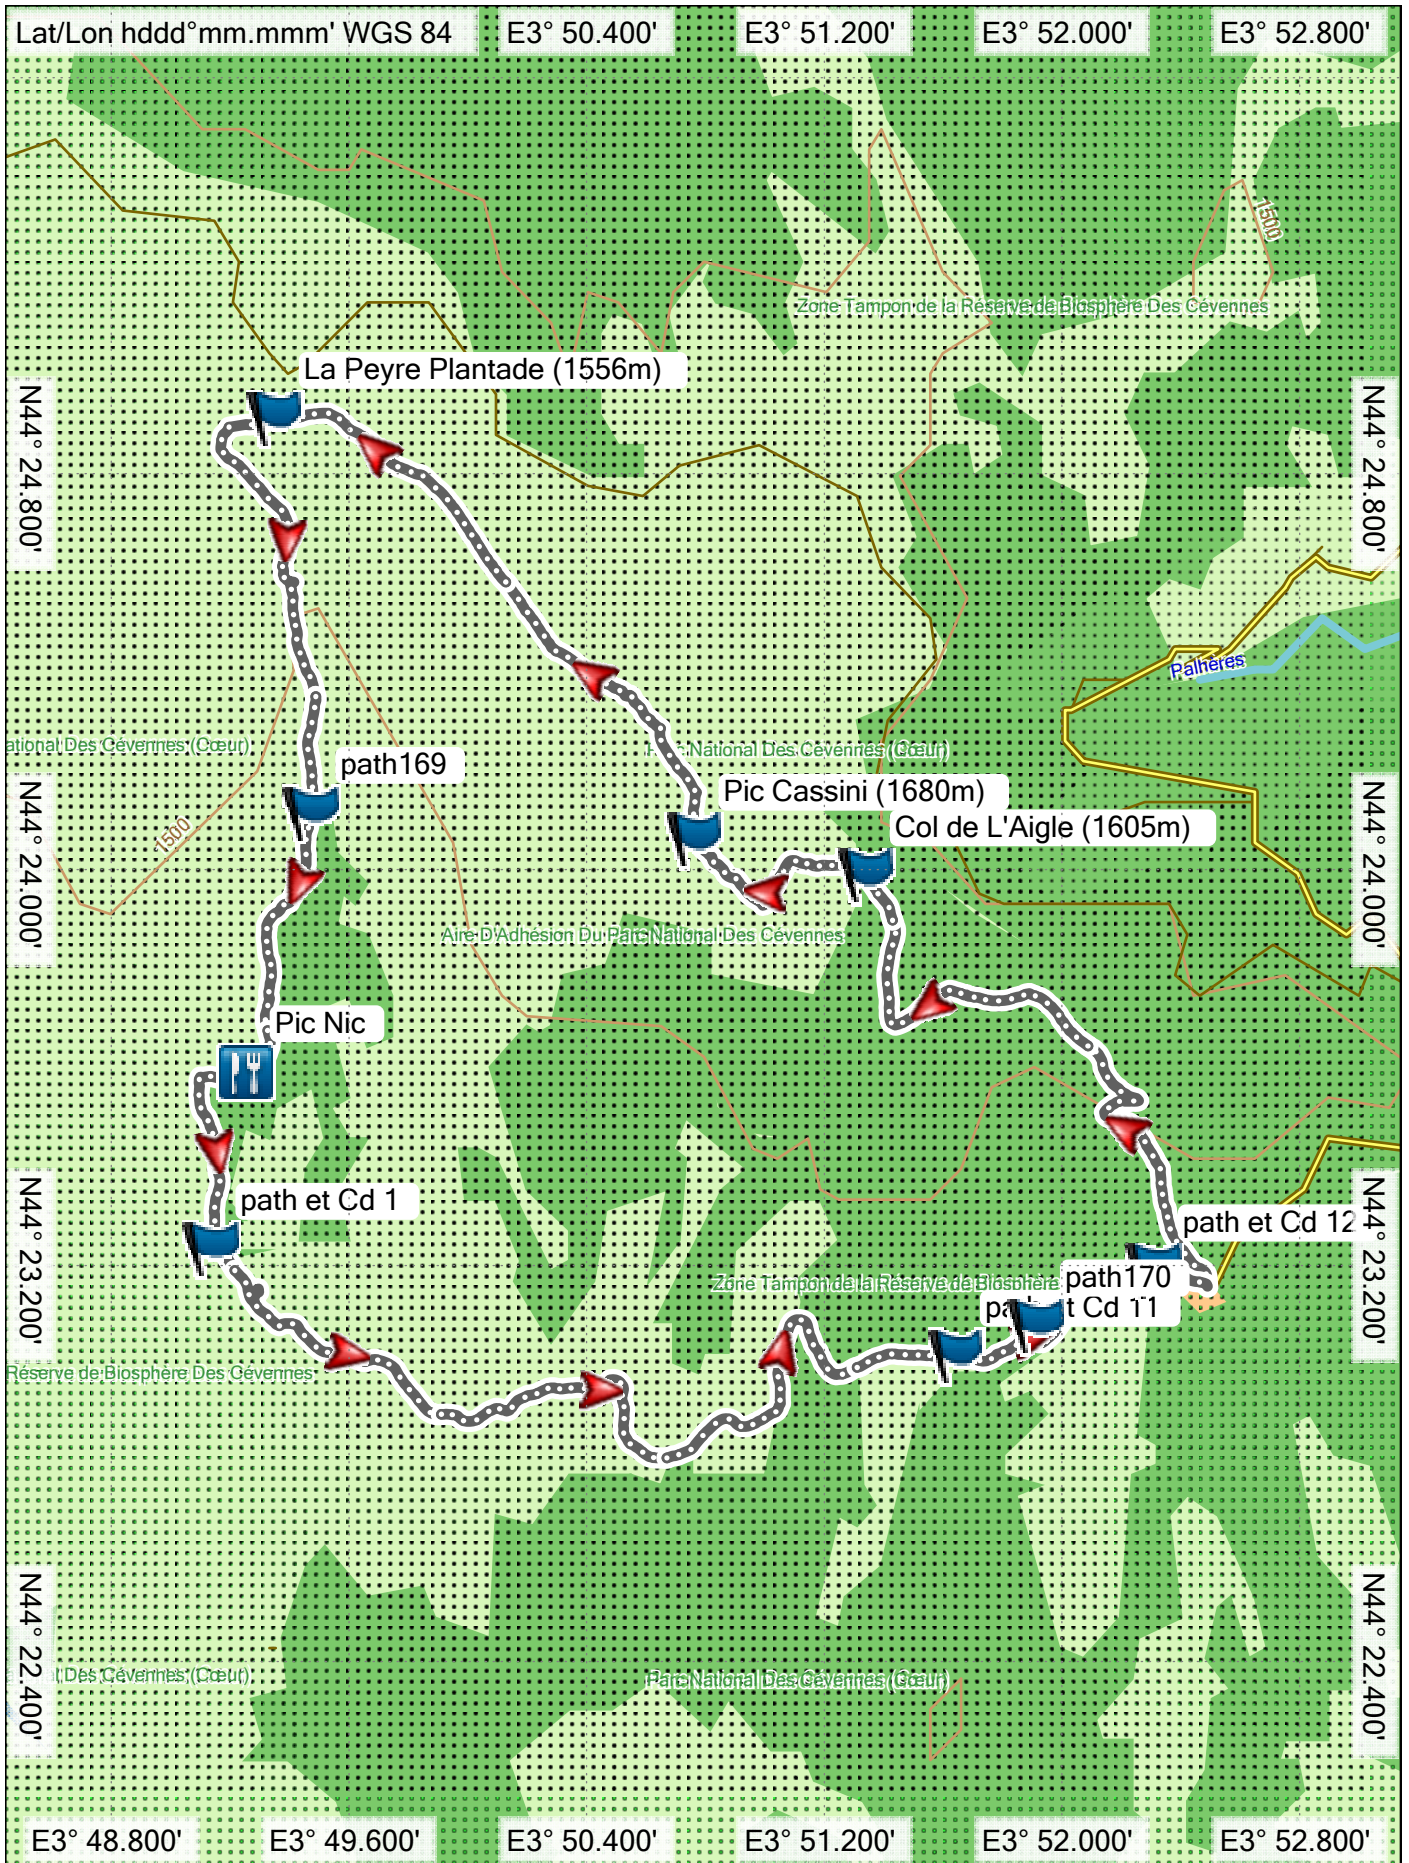 Lat/Lon hddd°mm.mmm' WGS 84
E3° 50.400'
E3° 51.200'
E3° 52.000'
E3° 52.800'
1500
Zone Tampon de la Réserve de Biosphère Des Cévennes
La Peyre Plantade (1556m)
N44° 24.800'
N44° 24.800'
Palhères
ational Des Cévennes (Cœur)
Parc National Des Cévennes (Cœur)
path169
Pic Cassini (1680m)
Col de L'Aigle (1605m)
1500
N44° 24.000'
N44° 24.000'
Aire D'Adhésion Du Parc National Des Cévennes
Pic Nic
path et Cd 1
path et Cd 12
N44° 23.200'
N44° 23.200'
path170
Zone Tampon de la Réserve de Biosphère
path et Cd 11
Réserve de Biosphère Des Cévennes
N44° 22.400'
N44° 22.400'
l Des Cévennes (Cœur)
Parc National Des Cévennes (Cœur)
E3° 48.800'
E3° 49.600'
E3° 50.400'
E3° 51.200'
E3° 52.000'
E3° 52.800'